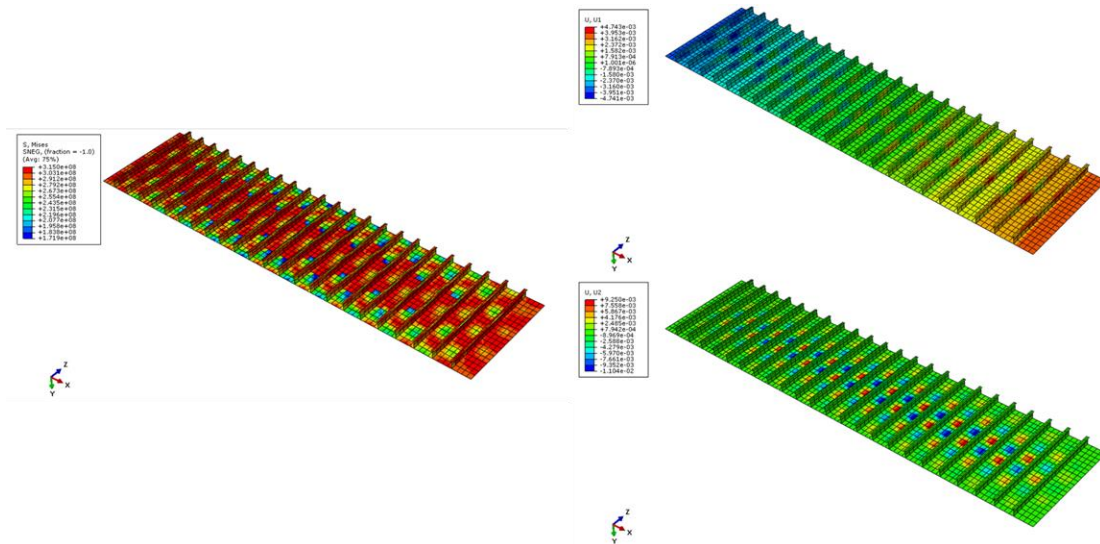 S, Mises
SNEG, (fraction = -1.0)
(Avg: 75%)
+3.150e+08
+3.031e+08
+2.912e+08
+2.792e+08
+2.673e+08
+2.554e+08
+2.435e+08
+2.315e+08
+2.196e+08
+2.077e+08
+1.958e+08
+1.838e+08
+1.719e+08
Z
X
Y
U, U1
+4.743e-03
+3.953e-03
+3.162e-03
+2.372e-03
+1.582e-03
+7.913e-04
+1.001e-06
-7.893e-04
-1.580e-03
-2.370e-03
-3.160e-03
-3.951e-03
-4.741e-03
Z
X
Y
U, U2
+9.250e-03
+7.558e-03
+5.867e-03
+4.176e-03
+2.485e-03
+7.942e-04
-8.969e-04
-2.588e-03
-4.279e-03
-5.970e-03
-7.661e-03
-9.352e-03
-1.104e-02
Z
X
Y